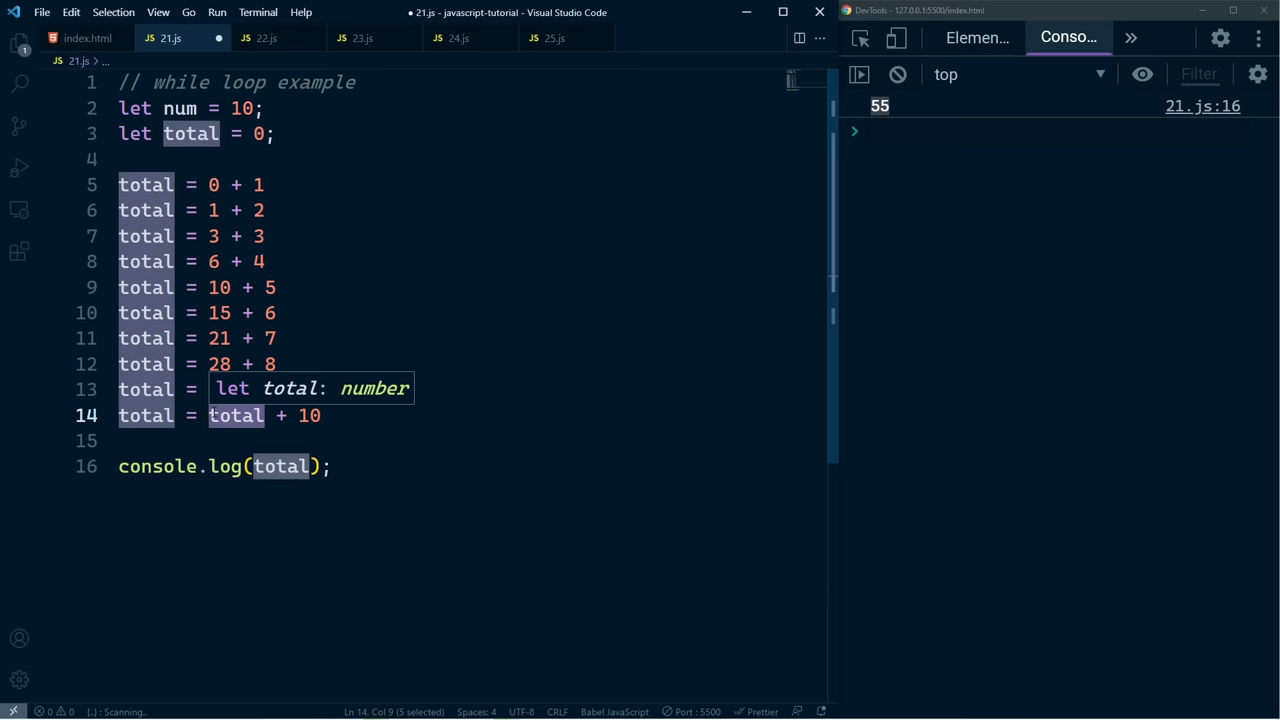 File Edit Selection View Go Run Terminal Help
● 21.js - javascript-tutorial - Visual Studio Code
DevTools - 127.0.0.1:5500/index.html
index.html
JS 21.js
JS 22.js
JS 23.js
JS 24.js
JS 25.js
Elemen...
Conso...
JS 21.js > ...
top
Filter
1 // while loop example
2 let num = 10;
3 let total = 0;
4
5 total = 0 + 1
6 total = 1 + 2
7 total = 3 + 3
8 total = 6 + 4
9 total = 10 + 5
10 total = 15 + 6
11 total = 21 + 7
12 total = 28 + 8
13 total =
let total: number
14 total = total + 10
15
16 console.log(total);
55
21.js:16
1
0 0
{..} : Scanning..
Ln 14, Col 9 (5 selected)
Spaces: 4
UTF-8
CRLF
Babel JavaScript
Port : 5500
Prettier